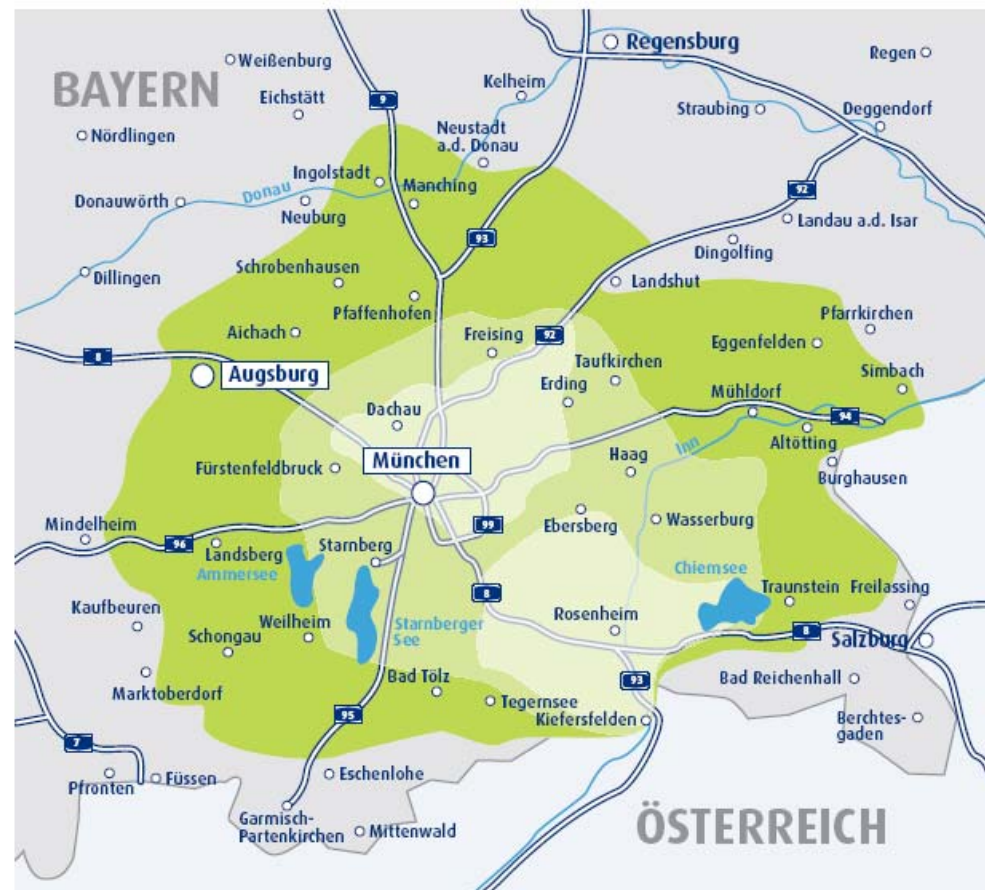 BAYERN
Weißenburg
Regensburg
Regen
Eichstätt
9
Kelheim
Straubing
Deggendorf
Nördlingen
Neustadt
a.d. Donau
Ingolstadt
Manching
92
Donau
Donauwörth
Neuburg
93
Landau a.d. Isar
Dingolfing
Dillingen
Schrobenhausen
Landshut
Pfaffenhofen
Pfarrkirchen
Aichach
Freising
92
Eggenfelden
8
Augsburg
Taufkirchen
Simbach
Erding
Mühldorf
Dachau
94
Altötting
München
Inn
Haag
Fürstenfeldbruck
Burghausen
Mindelheim
99
Ebersberg
Wasserburg
96
Landsberg
Starnberg
Ammersee
Chiemsee
8
Traunstein
Freilassing
Kaufbeuren
Weilheim
Starnberger
See
Rosenheim
Schongau
8
Salzburg
Marktoberdorf
Bad Tölz
93
Bad Reichenhall
Tegernsee
95
Kiefersfelden
Berchtes-
gaden
7
Pfronten
Füssen
Eschenlohe
Garmisch-
Partenkirchen
Mittenwald
ÖSTERREICH